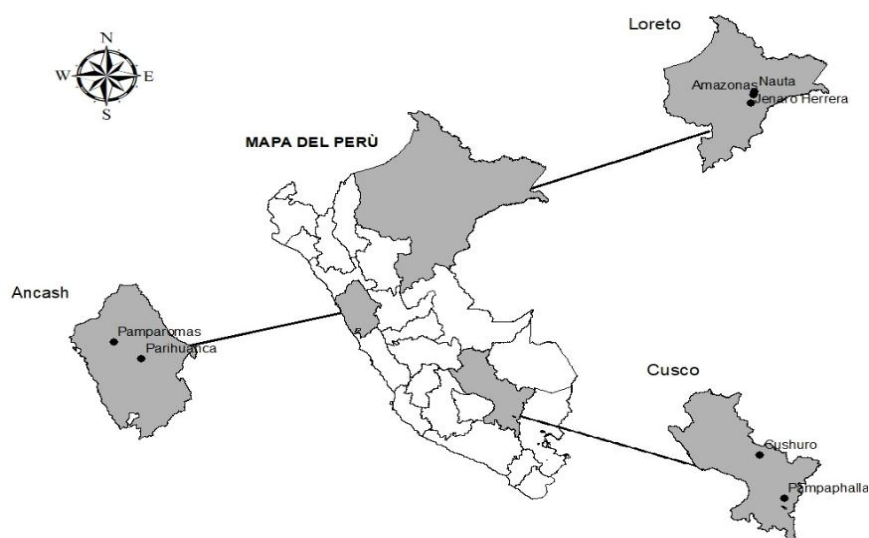 Loreto
N
W E
S
Amazonas Nauta
Jenaro Herrera
MAPA DEL PERÙ
Ancash
Pamparomas
Parihuanca
Cusco
Cushuro
Pampaphalla